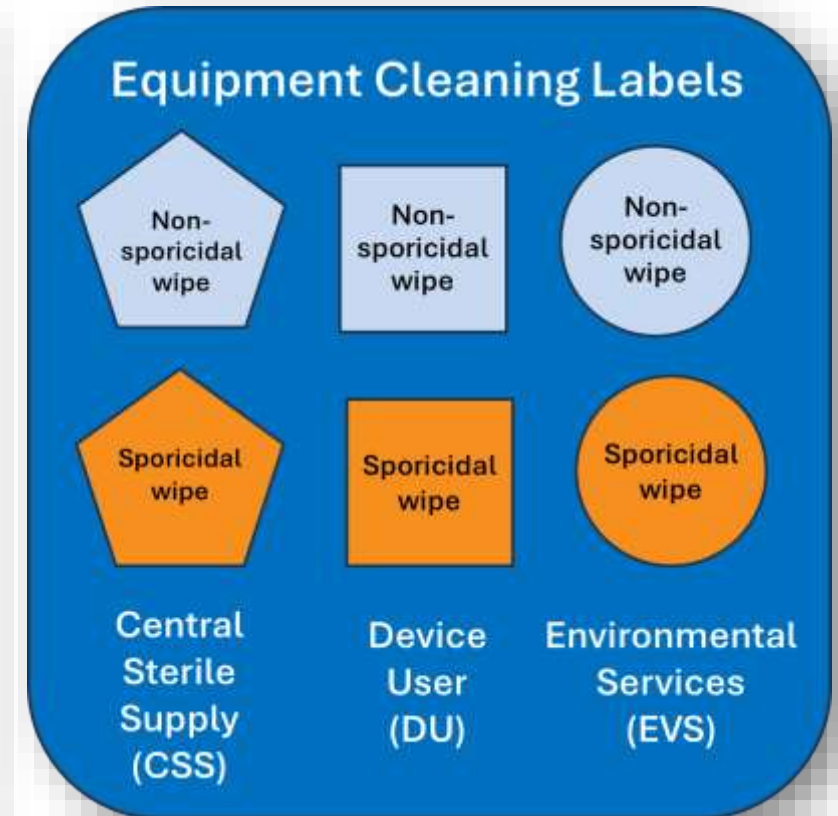 Equipment Cleaning Labels
Non-
sporicidal
wipe
Non-
sporicidal
wipe
Non-
sporicidal
wipe
Sporicidal
wipe
Sporicidal
wipe
Sporicidal
wipe
Central
Sterile
Supply
(CSS)
Device
User
(DU)
Environmental
Services
(EVS)